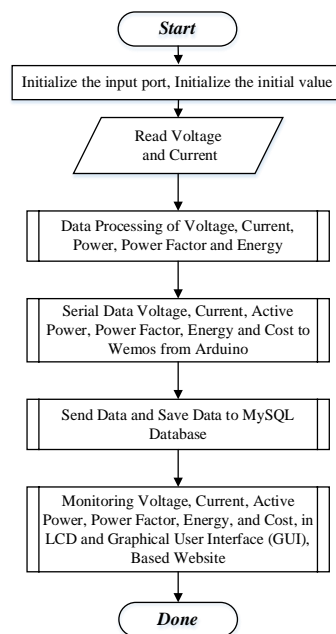 Start
Initialize the input port, Initialize the initial value
Read Voltage
and Current
Data Processing of Voltage, Current,
Power, Power Factor and Energy
Serial Data Voltage, Current, Active
Power, Power Factor, Energy and Cost to
Wemos from Arduino
Send Data and Save Data to MySQL
Database
Monitoring Voltage, Current, Active
Power, Power Factor, Energy, and Cost, in
LCD and Graphical User Interface (GUI),
Based Website
Done